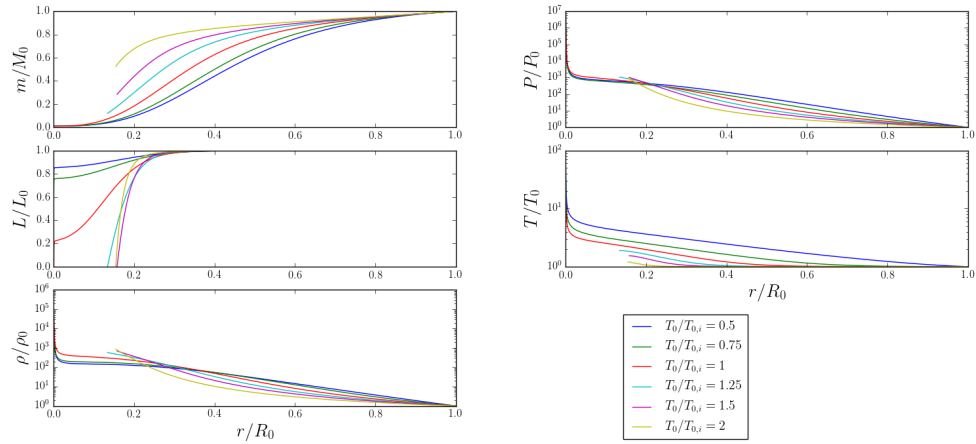 1.0
0.8
0.6
0.4
0.2
0.0
m/M₀
0.0 0.2 0.4 0.6 0.8 1.0
1.0
0.8
0.6
0.4
0.2
0.0
L/L₀
0.0 0.2 0.4 0.6 0.8 1.0
10⁶
10⁵
10⁴
10³
10²
10¹
10⁰
ρ/ρ₀
0.0 0.2 0.4 0.6 0.8 1.0
r/R₀
10⁸
10⁷
10⁶
10⁵
10⁴
10³
10²
10¹
10⁰
P/P₀
0.0 0.2 0.4 0.6 0.8 1.0
10²
10¹
10⁰
T/T₀
0.0 0.2 0.4 0.6 0.8 1.0
r/R₀
T₀/T₀,ᵢ = 0.5
T₀/T₀,ᵢ = 0.75
T₀/T₀,ᵢ = 1
T₀/T₀,ᵢ = 1.25
T₀/T₀,ᵢ = 1.5
T₀/T₀,ᵢ = 2